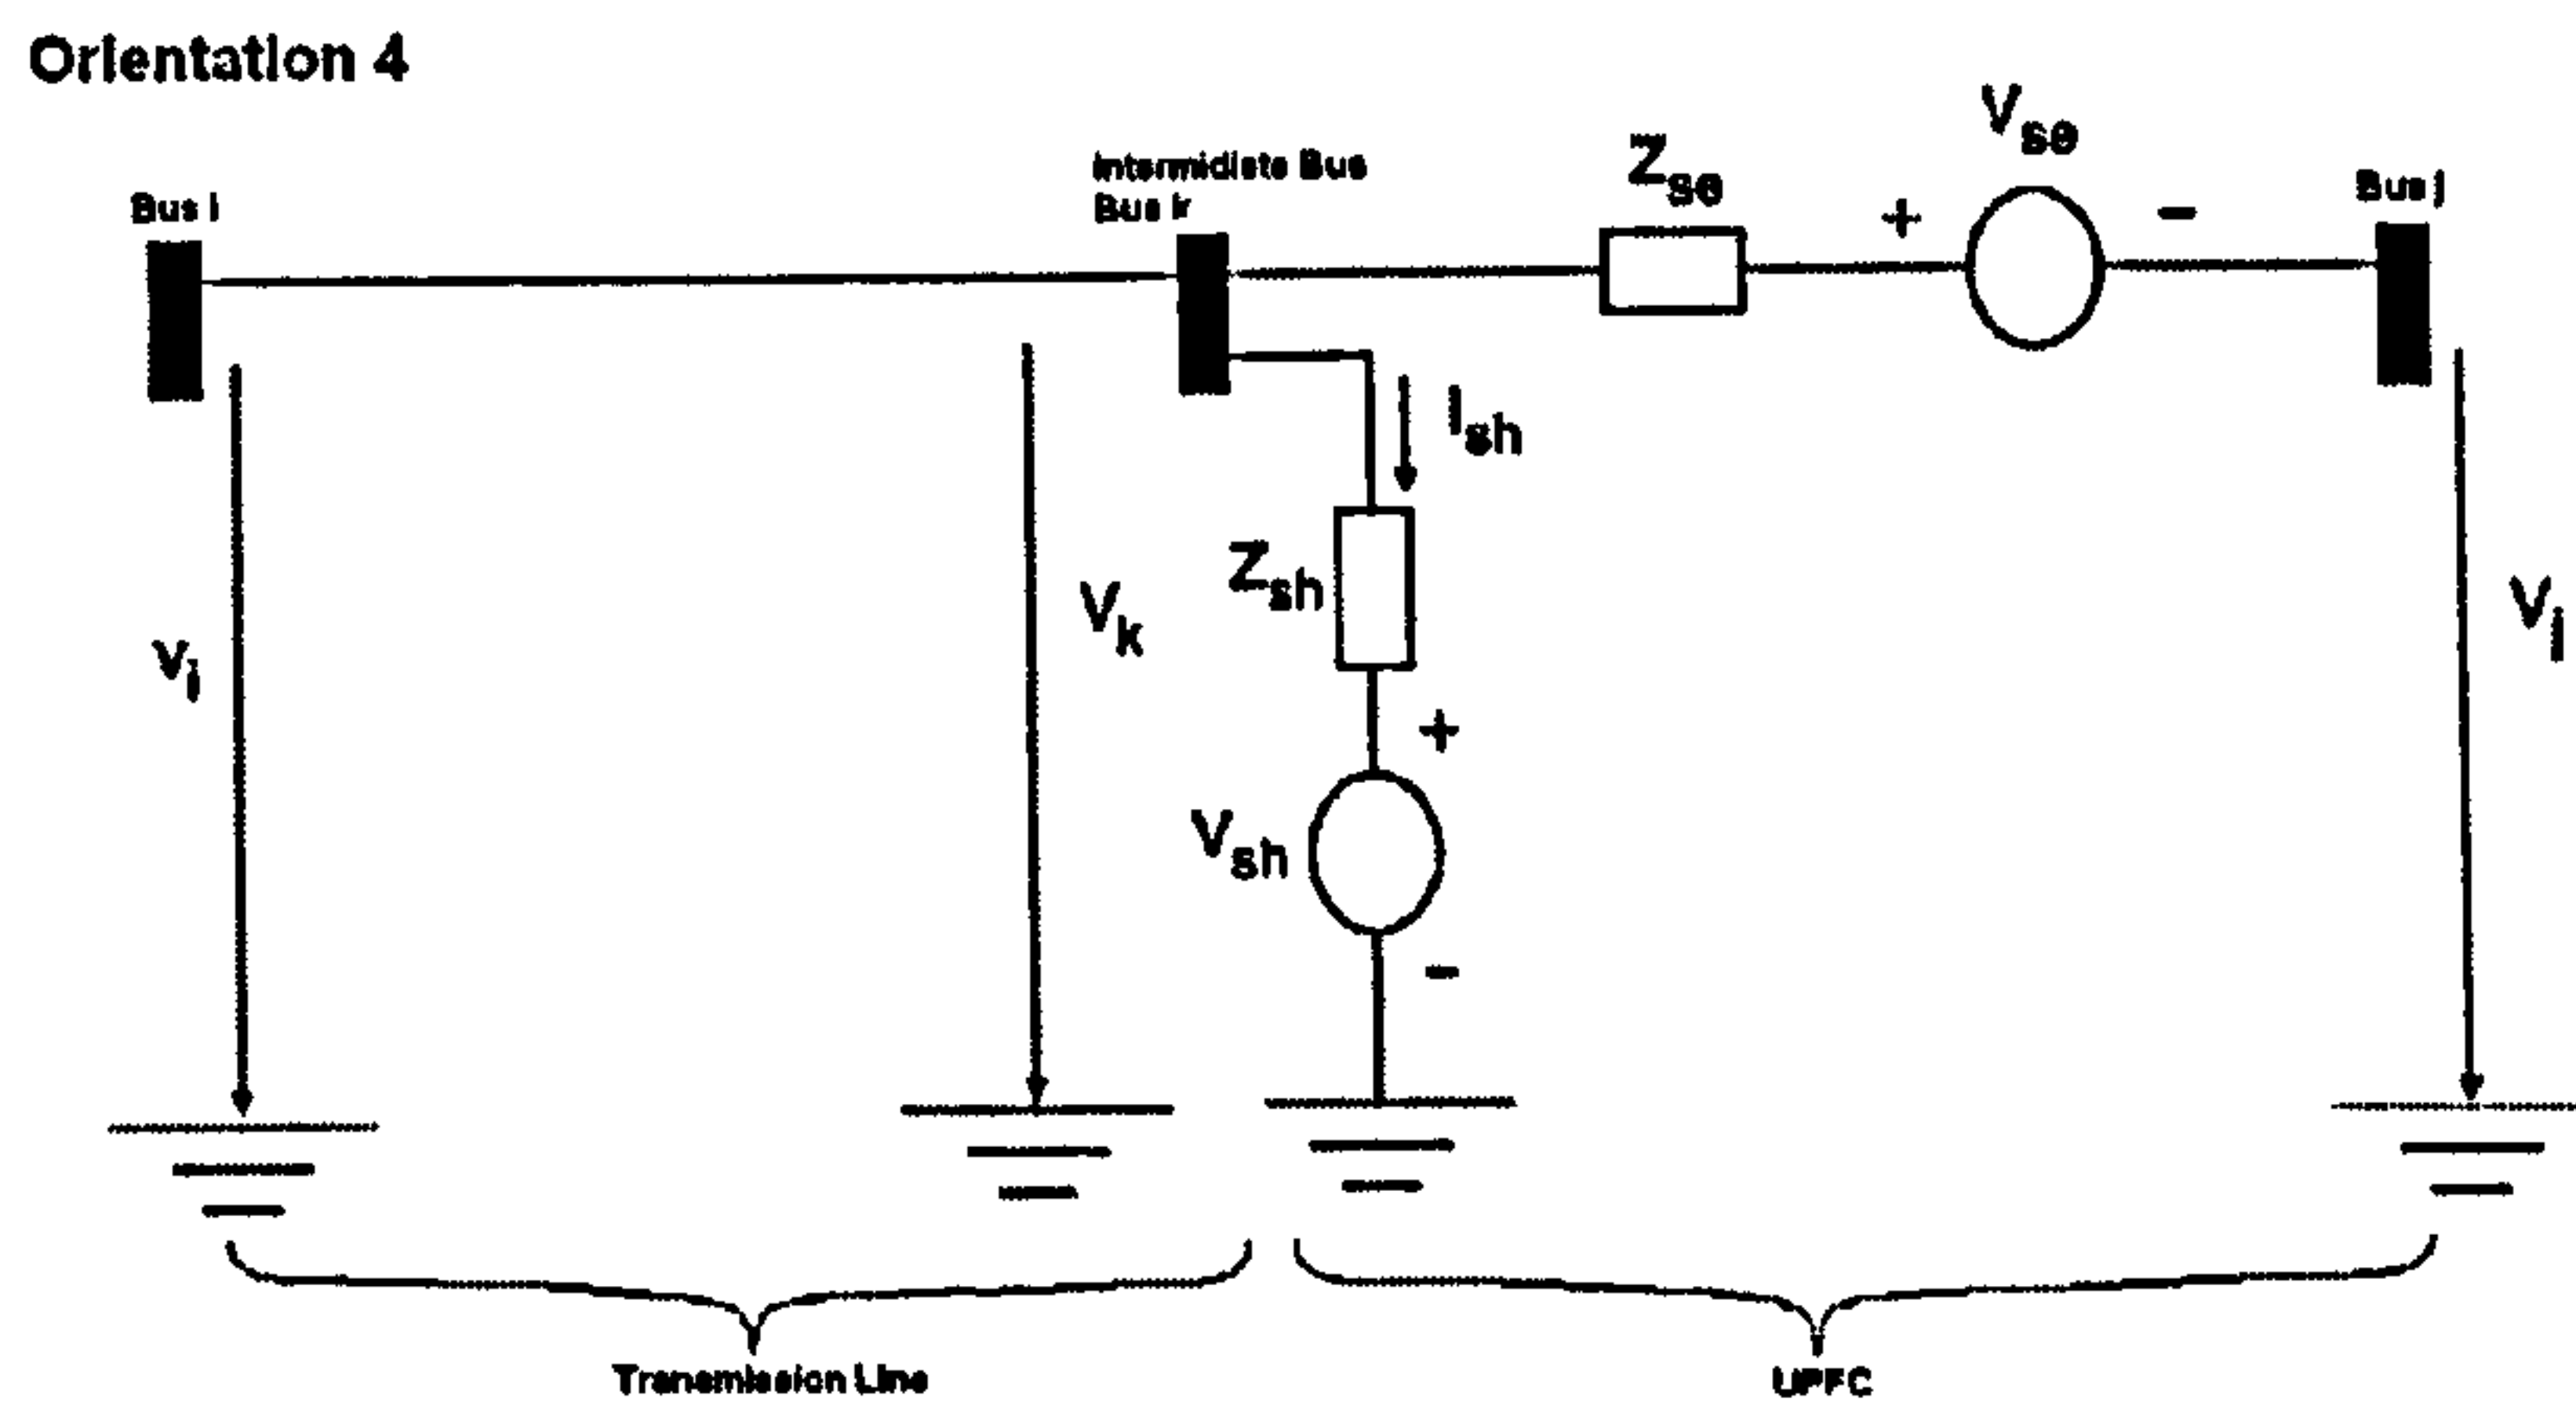 Orientation 4
Bus i
Intermidiate Bus
Bus k
Zse
+
Vse
-
Bus j
Ish
Zsh
Vi
Vk
+
Vsh
-
Vj
Transmission Line
UPFC